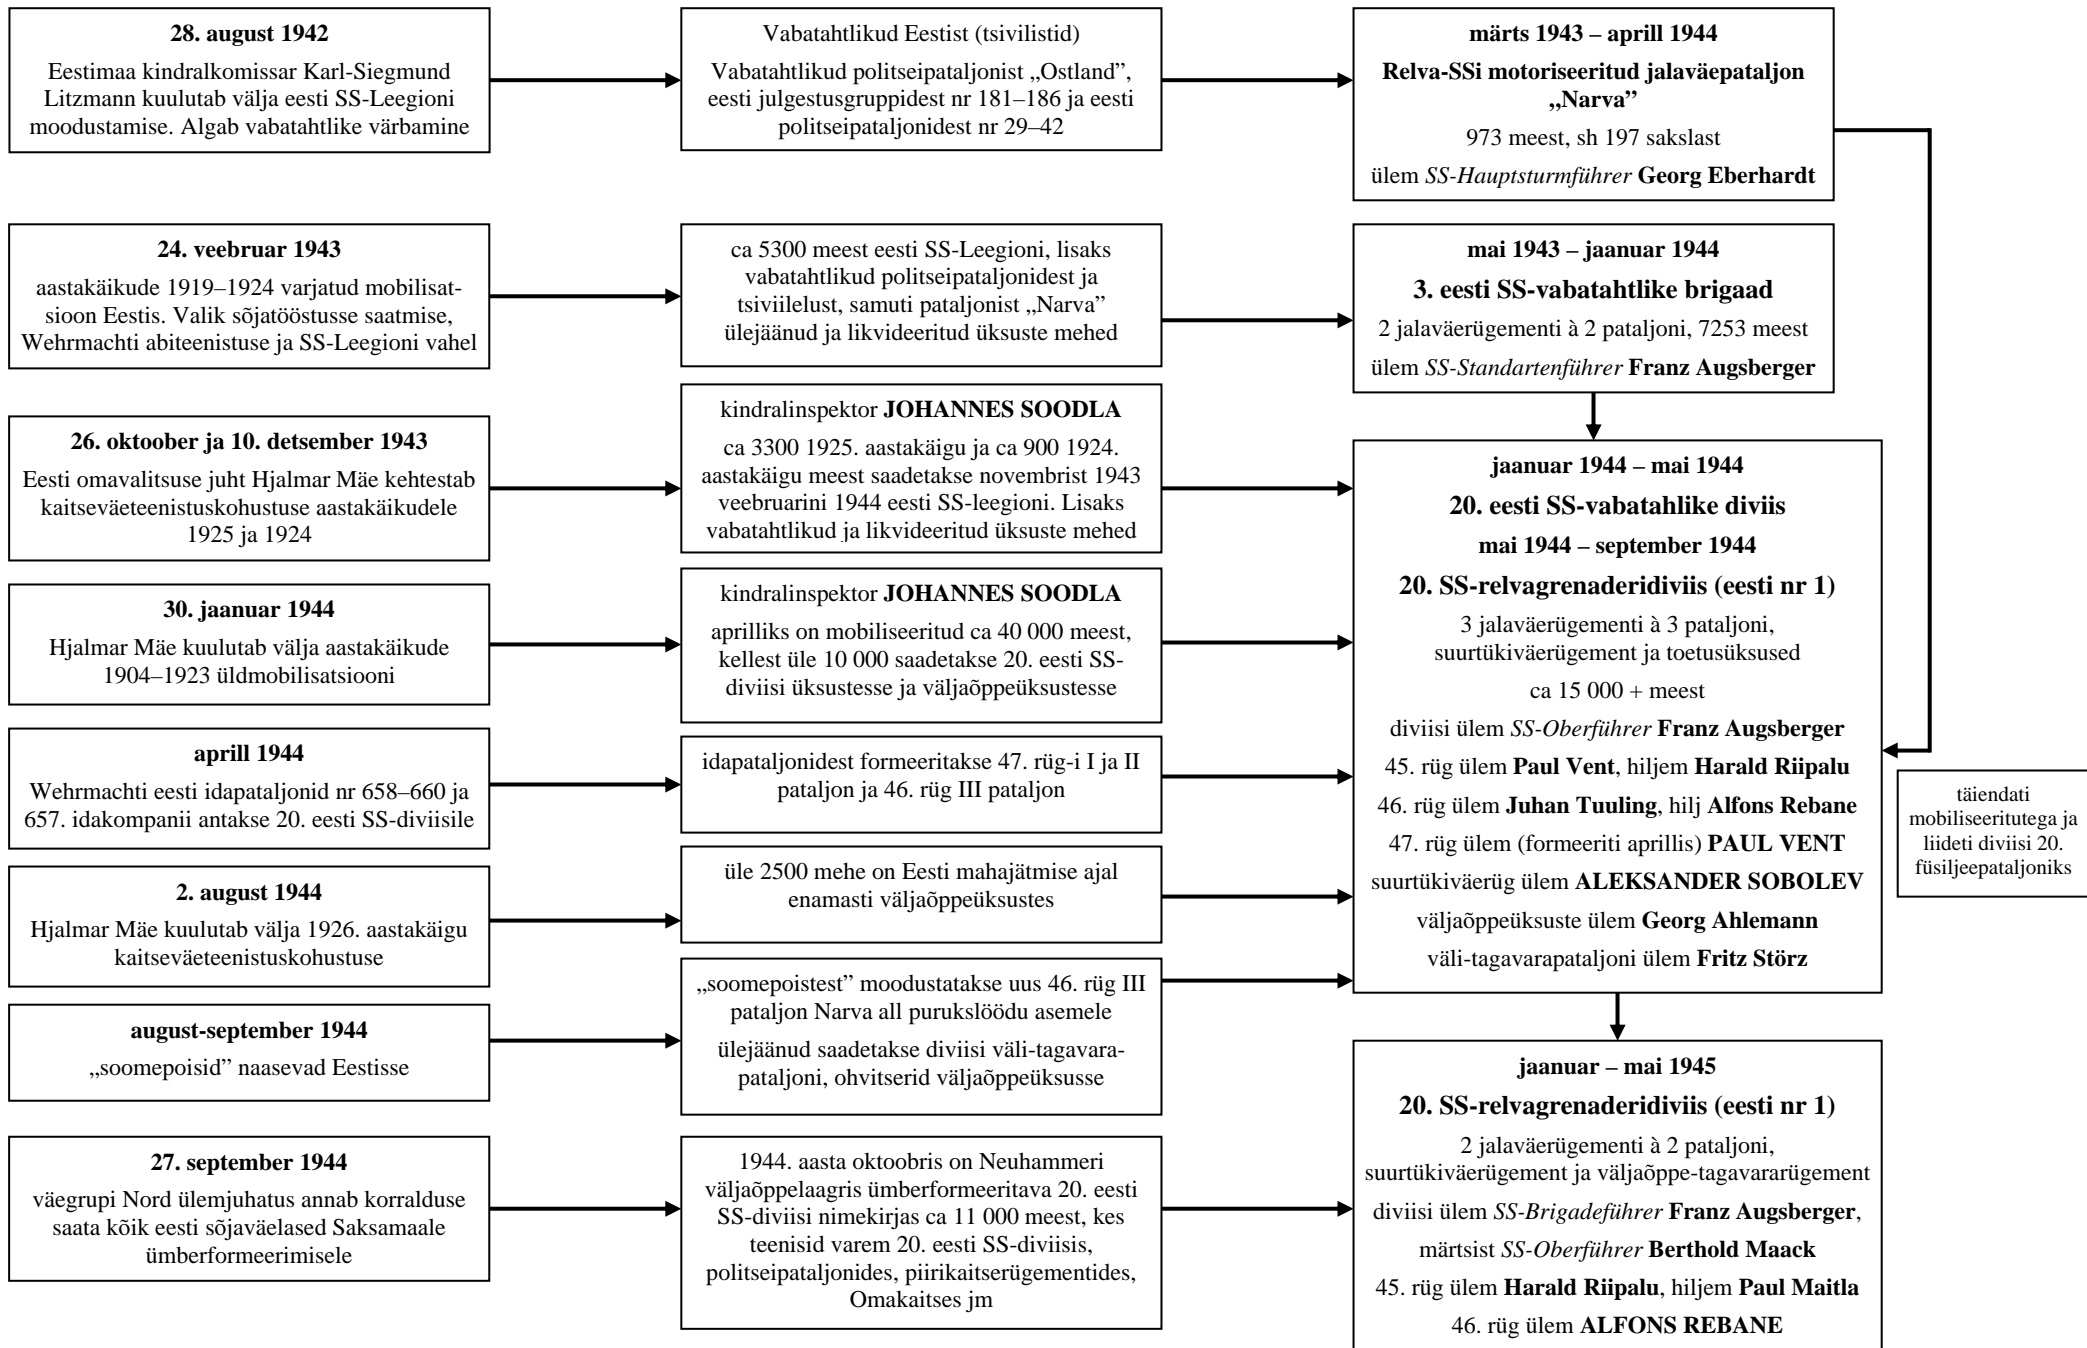 28. august 1942
Eestimaa kindralkomissar Karl-Siegmund
Litzmann kuulutab välja eesti SS-Leegioni
moodustamise. Algab vabatahtlike värbamine
Vabatahtlikud Eestist (tsivilistid)
Vabatahtlikud politseipataljonist „Ostland”,
eesti julgestusgruppidest nr 181–186 ja eesti
politseipataljonidest nr 29–42
märts 1943 – aprill 1944
Relva-SSi motoriseeritud jalaväepataljon
„Narva”
973 meest, sh 197 sakslast
ülem SS-Hauptsturmführer Georg Eberhardt
24. veebruar 1943
aastakäikude 1919–1924 varjatud mobilisat-
sioon Eestis. Valik sõjatööstusse saatmise,
Wehrmachti abiteenistuse ja SS-Leegioni vahel
ca 5300 meest eesti SS-Leegioni, lisaks
vabatahtlikud politseipataljonidest ja
tsiviilelust, samuti pataljonist „Narva”
ülejäänud ja likvideeritud üksuste mehed
mai 1943 – jaanuar 1944
3. eesti SS-vabatahtlike brigaad
2 jalaväerügementi à 2 pataljoni, 7253 meest
ülem SS-Standartenführer Franz Augsberger
26. oktoober ja 10. detsember 1943
Eesti omavalitsuse juht Hjalmar Mäe kehtestab
kaitseväeteenistuskohustuse aastakäikudele
1925 ja 1924
kindralinspektor JOHANNES SOODLA
ca 3300 1925. aastakäigu ja ca 900 1924.
aastakäigu meest saadetakse novembrist 1943
veebruarini 1944 eesti SS-leegioni. Lisaks
vabatahtlikud ja likvideeritud üksuste mehed
30. jaanuar 1944
Hjalmar Mäe kuulutab välja aastakäikude
1904–1923 üldmobilisatsiooni
kindralinspektor JOHANNES SOODLA
aprilliks on mobiliseeritud ca 40 000 meest,
kellest üle 10 000 saadetakse 20. eesti SS-
diviisi üksustesse ja väljaõppeüksustesse
aprill 1944
Wehrmachti eesti idapataljonid nr 658–660 ja
657. idakompanii antakse 20. eesti SS-diviisile
idapataljonidest formeeritakse 47. rüg-i I ja II
pataljon ja 46. rüg III pataljon
2. august 1944
Hjalmar Mäe kuulutab välja 1926. aastakäigu
kaitseväeteenistuskohustuse
üle 2500 mehe on Eesti mahajätmise ajal
enamasti väljaõppeüksustes
august-september 1944
„soomepoisid” naasevad Eestisse
„soomepoistest” moodustatakse uus 46. rüg III
pataljon Narva all purukslöödu asemele
ülejäänud saadetakse diviisi väli-tagavara-
pataljoni, ohvitserid väljaõppeüksusse
jaanuar 1944 – mai 1944
20. eesti SS-vabatahlike diviis
mai 1944 – september 1944
20. SS-relvagrenaderidiviis (eesti nr 1)
3 jalaväerügementi à 3 pataljoni,
suurtükiväerügement ja toetusüksused
ca 15 000 + meest
diviisi ülem SS-Oberführer Franz Augsberger
45. rüg ülem Paul Vent, hiljem Harald Riipalu
46. rüg ülem Juhan Tuuling, hilj Alfons Rebane
47. rüg ülem (formeeriti aprillis) PAUL VENT
suurtükiväerüg ülem ALEKSANDER SOBOLEV
väljaõppeüksuste ülem Georg Ahlemann
väli-tagavarapataljoni ülem Fritz Störz
täiendati
mobiliseeritutega ja
liideti diviisi 20.
füsiljeepataljoniks
27. september 1944
väegrupi Nord ülemjuhatus annab korralduse
saata kõik eesti sõjaväelased Saksamaale
ümberformeerimisele
1944. aasta oktoobris on Neuhammeri
väljaõppelaagris ümberformeeritava 20. eesti
SS-diviisi nimekirjas ca 11 000 meest, kes
teenisid varem 20. eesti SS-diviisis,
politseipataljonides, piirikaitserügementides,
Omakaitses jm
jaanuar – mai 1945
20. SS-relvagrenaderidiviis (eesti nr 1)
2 jalaväerügementi à 2 pataljoni,
suurtükiväerügement ja väljaõppe-tagavararügement
diviisi ülem SS-Brigadeführer Franz Augsberger,
märtsist SS-Oberführer Berthold Maack
45. rüg ülem Harald Riipalu, hiljem Paul Maitla
46. rüg ülem ALFONS REBANE